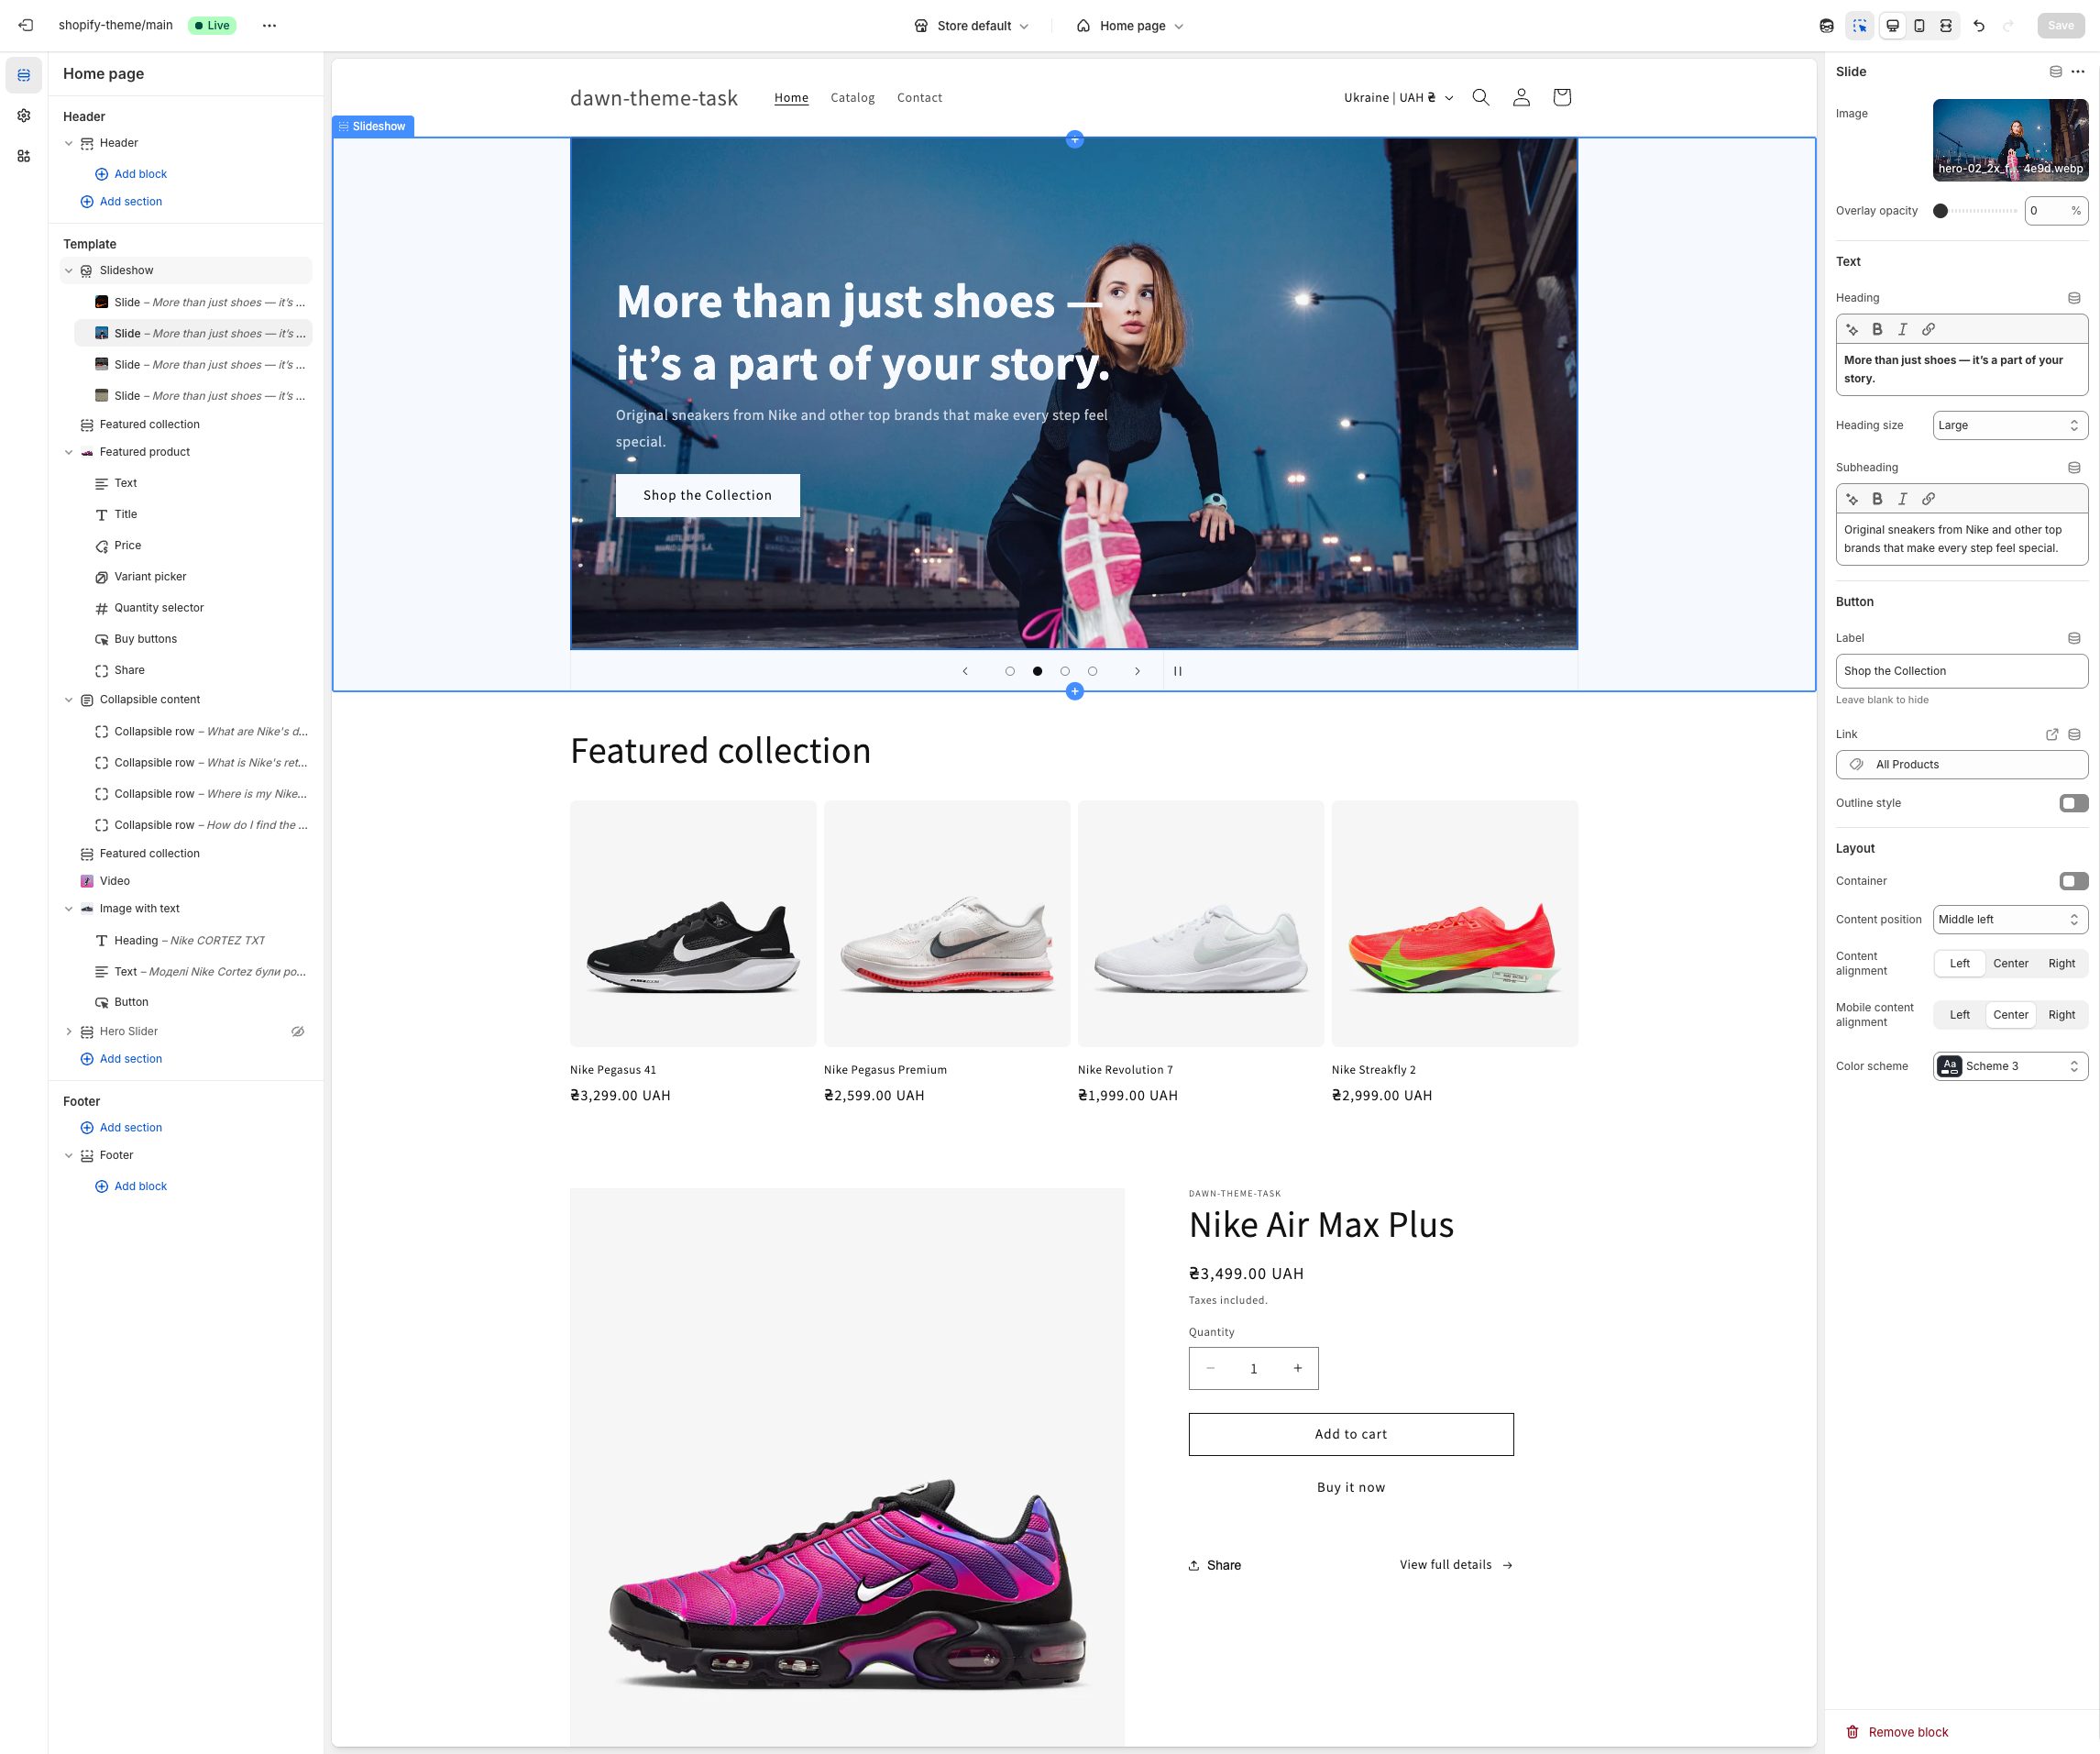 shopify-theme/main
Live
Store default
Home page
Save
Home page
Header
Header
Add block
Add section
Template
Slideshow
Slide – More than just shoes — it's ...
Slide – More than just shoes — it's ...
Slide – More than just shoes — it's ...
Slide – More than just shoes — it's ...
Featured collection
Featured product
Text
Title
Price
Variant picker
Quantity selector
Buy buttons
Share
Collapsible content
Collapsible row – What are Nike's d...
Collapsible row – What is Nike's ret...
Collapsible row – Where is my Nike...
Collapsible row – How do I find the ...
Featured collection
Video
Image with text
Heading – Nike CORTEZ TXT
Text – Моделі Nike Cortez були ро...
Button
Hero Slider
Add section
Footer
Add section
Footer
Add block
dawn-theme-task
Home
Catalog
Contact
Ukraine | UAH ₴
Slideshow
More than just shoes —
it’s a part of your story.
Original sneakers from Nike and other top brands that make every step feel
special.
Shop the Collection
Featured collection
Nike Pegasus 41
₴3,299.00 UAH
Nike Pegasus Premium
₴2,599.00 UAH
Nike Revolution 7
₴1,999.00 UAH
Nike Streakfly 2
₴2,999.00 UAH
DAWN-THEME-TASK
Nike Air Max Plus
₴3,499.00 UAH
Taxes included.
Quantity
1
Add to cart
Buy it now
Share
View full details
Slide
Image
hero-02_2x_f... 4e9d.webp
Overlay opacity
0 %
Text
Heading
B I
More than just shoes — it’s a part of your
story.
Heading size
Large
Subheading
B I
Original sneakers from Nike and other top
brands that make every step feel special.
Button
Label
Shop the Collection
Leave blank to hide
Link
All Products
Outline style
Layout
Container
Content position
Middle left
Content
alignment
Left Center Right
Mobile content
alignment
Left Center Right
Color scheme
Aa
Scheme 3
Remove block